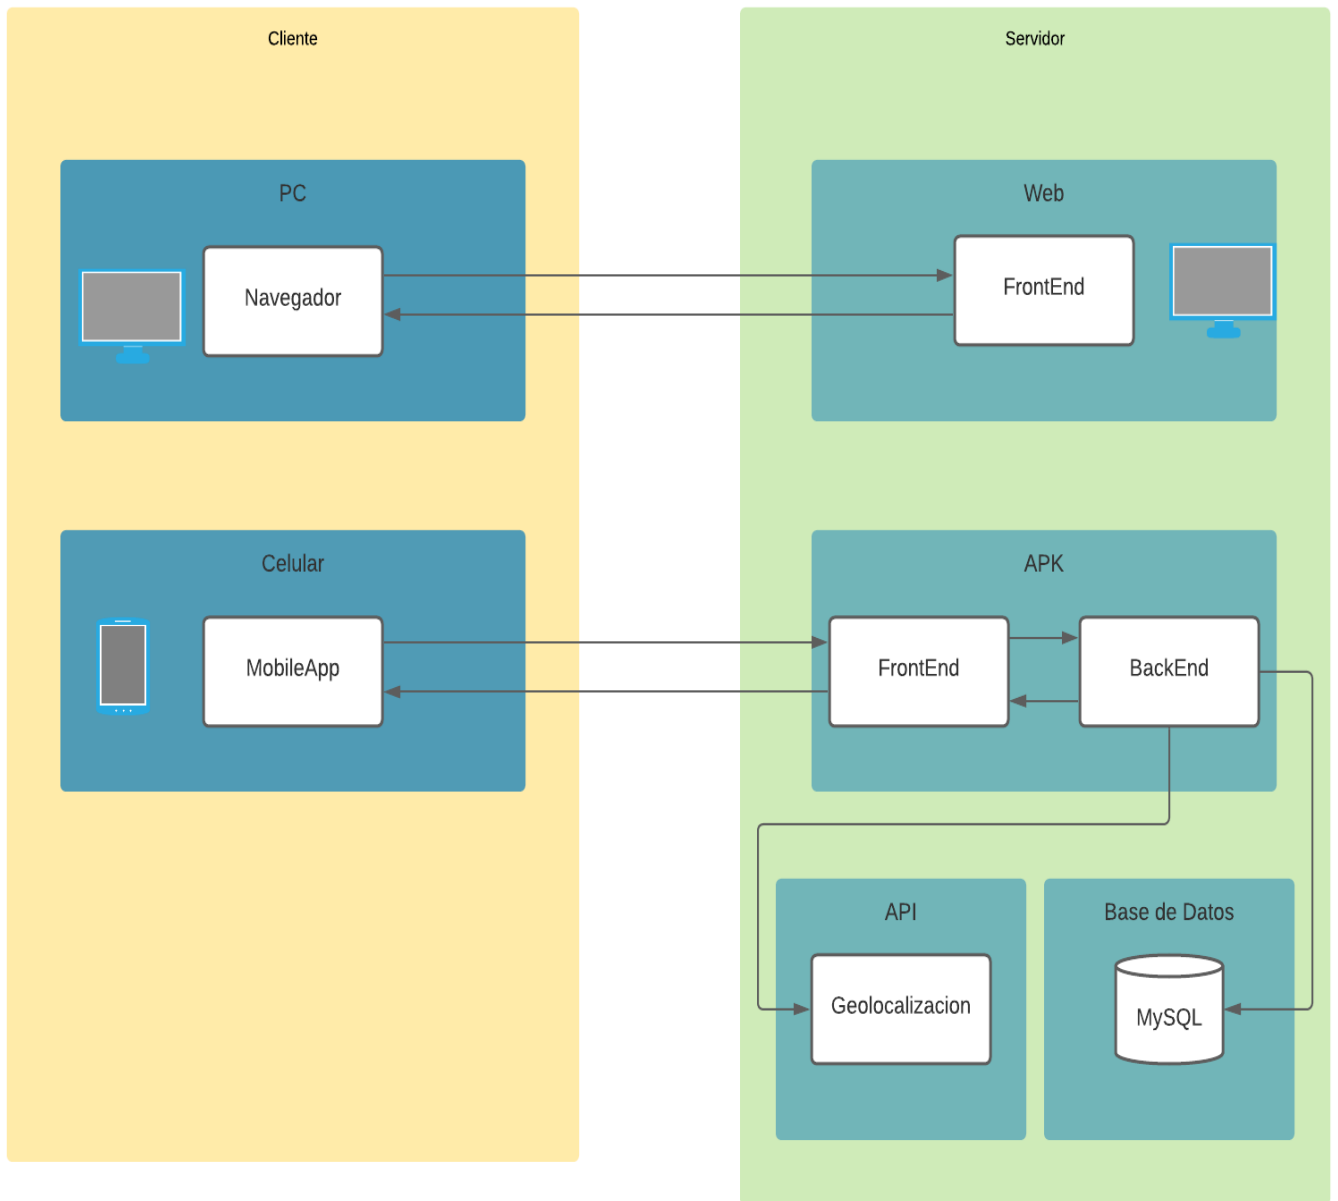 Cliente
PC
Navegador
Celular
MobileApp
Servidor
Web
FrontEnd
APK
FrontEnd
BackEnd
API
Geolocalizacion
Base de Datos
MySQL